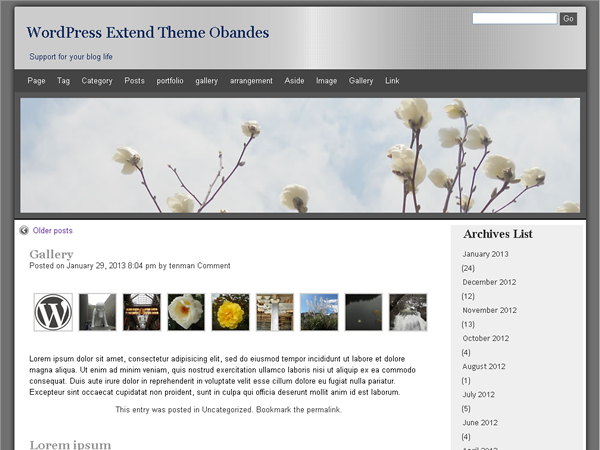 WordPress Extend Theme Obandes
Go
Support for your blog life
Page Tag Category Posts portfolio gallery arrangement Aside Image Gallery Link
Older posts
Gallery
Posted on January 29, 2013 8:04 pm by tenman Comment
Lorem ipsum dolor sit amet, consectetur adipisicing elit, sed do eiusmod tempor incididunt ut labore et dolore
magna aliqua. Ut enim ad minim veniam, quis nostrud exercitation ullamco laboris nisi ut aliquip ex ea commodo
consequat. Duis aute irure dolor in reprehenderit in voluptate velit esse cillum dolore eu fugiat nulla pariatur.
Excepteur sint occaecat cupidatat non proident, sunt in culpa qui officia deserunt mollit anim id est laborum.
This entry was posted in Uncategorized. Bookmark the permalink.
Lorem ipsum
Archives List
January 2013
(24)
December 2012
(12)
November 2012
(13)
October 2012
(4)
August 2012
(1)
July 2012
(5)
June 2012
(4)
April 2012